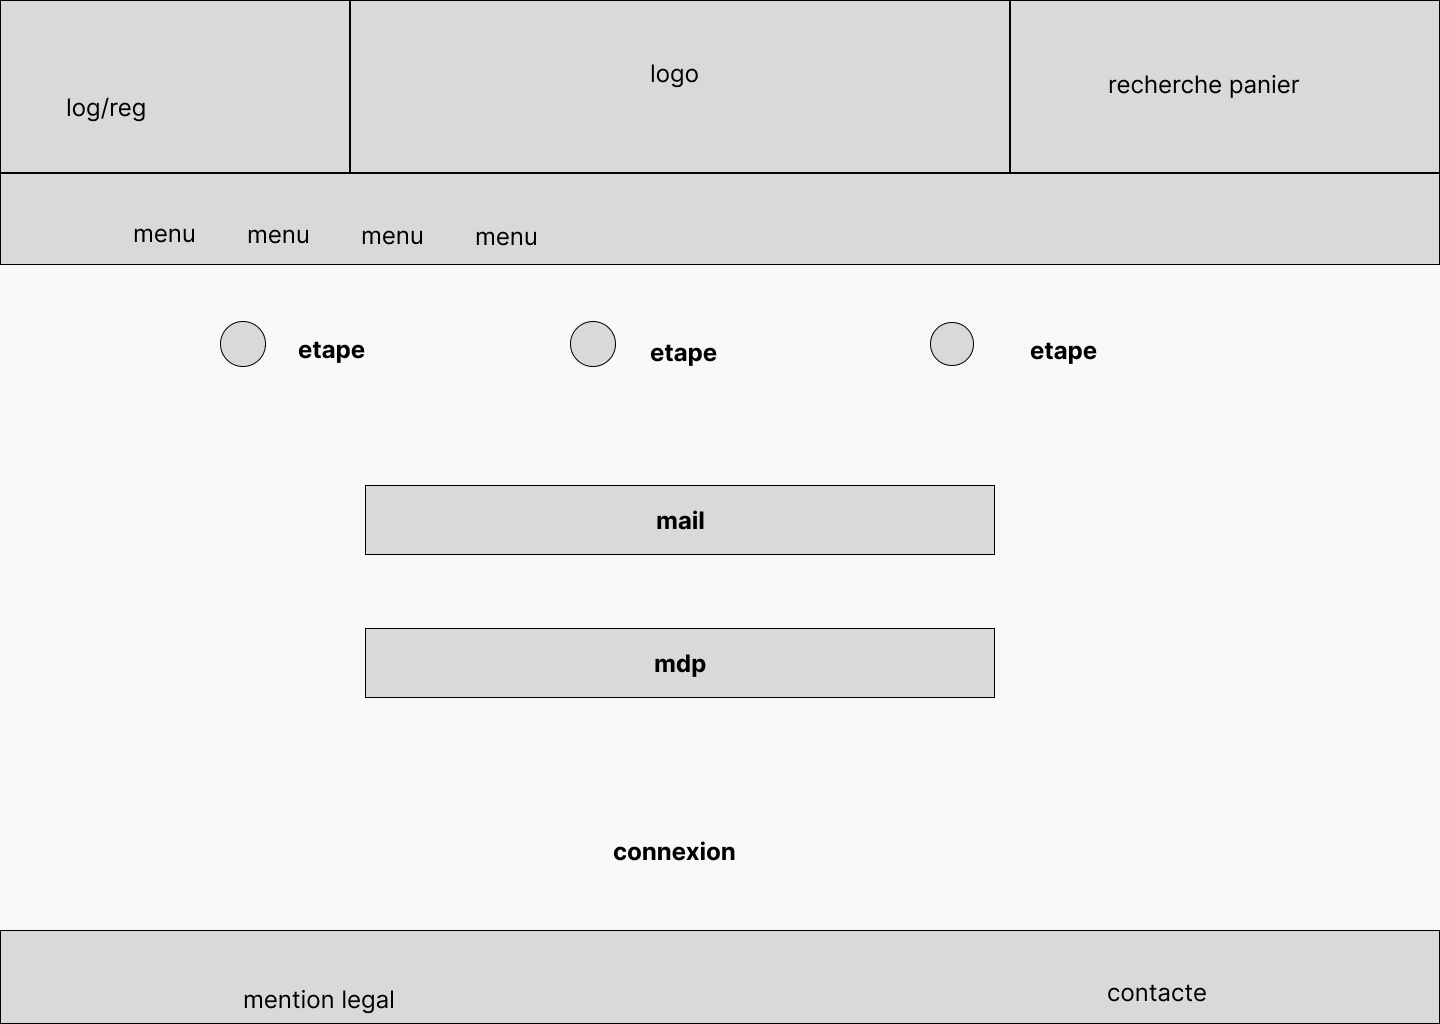 log/reg
logo
recherche panier
menu menu menu menu
etape etape etape
mail
mdp
connexion
mention legal
contacte